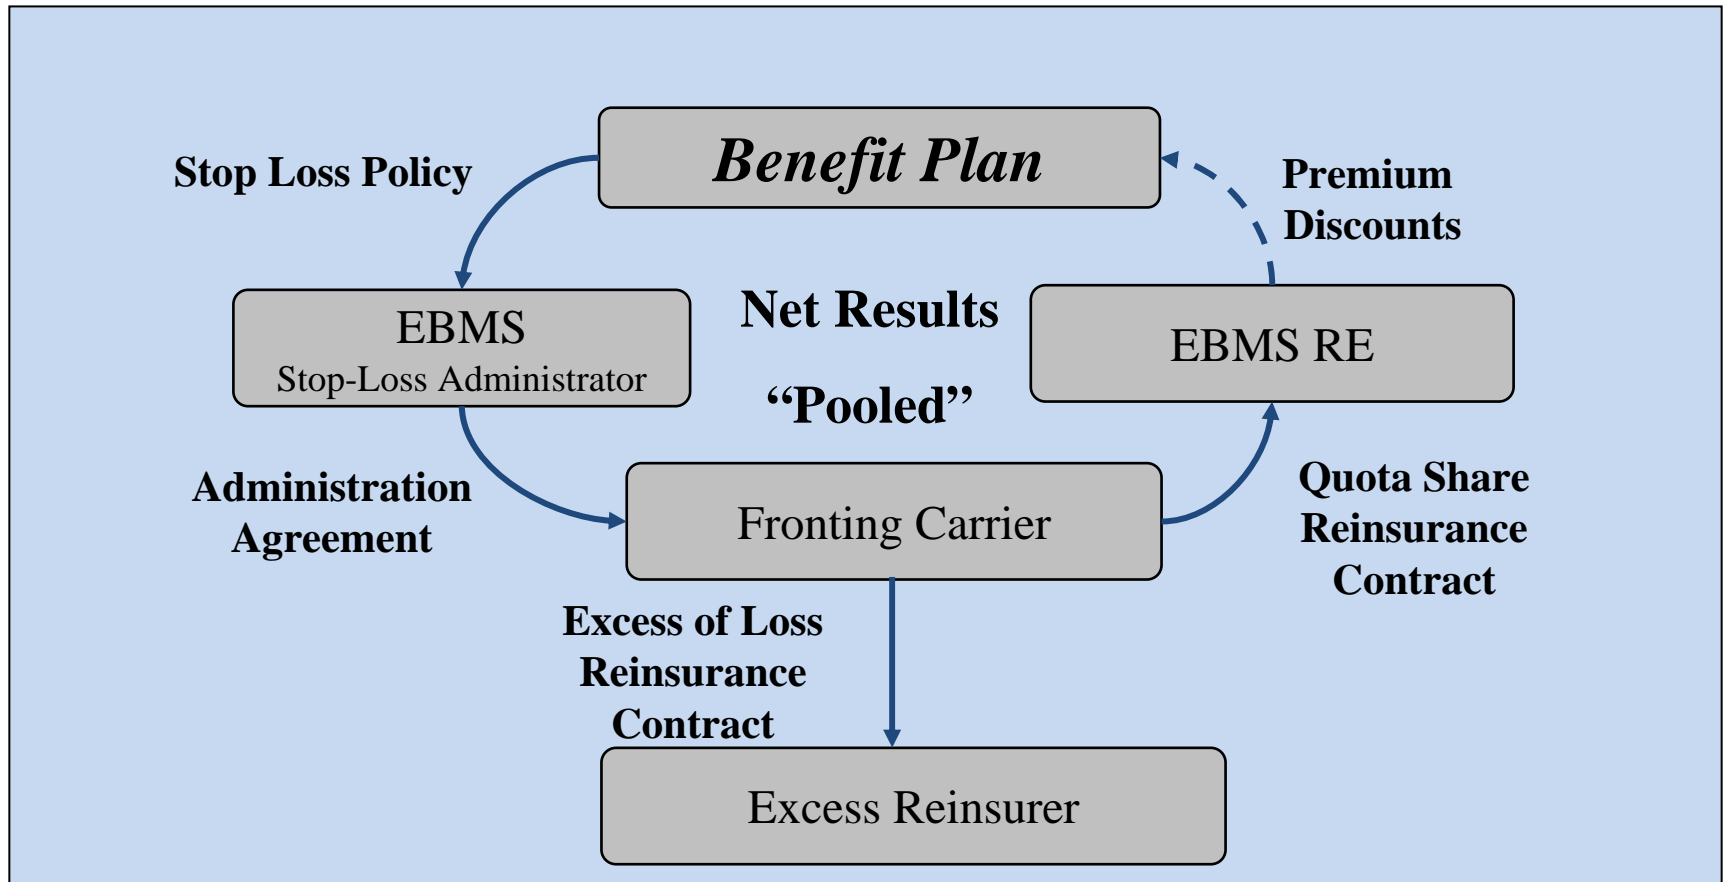 Benefit Plan
Stop Loss Policy
Premium
Discounts
EBMS
Stop-Loss Administrator
Net Results
“Pooled”
EBMS RE
Administration
Agreement
Fronting Carrier
Quota Share
Reinsurance
Contract
Excess of Loss
Reinsurance
Contract
Excess Reinsurer